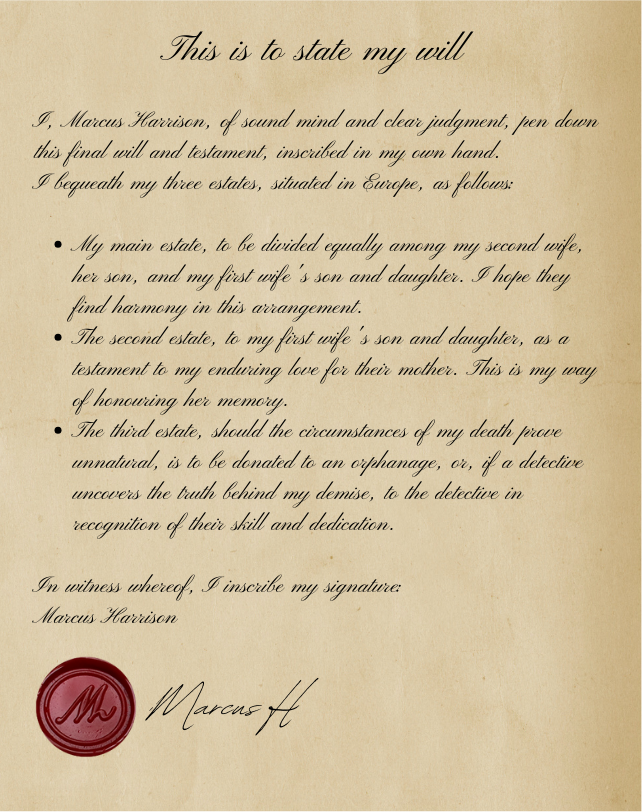 This is to state my will
I, Marcus Harrison, of sound mind and clear judgment, pen down
this final will and testament, inscribed in my own hand.
I bequeath my three estates, situated in Europe, as follows:
• My main estate, to be divided equally among my second wife,
her son, and my first wife's son and daughter. I hope they
find harmony in this arrangement.
• The second estate, to my first wife's son and daughter, as a
testament to my enduring love for their mother. This is my way
of honouring her memory.
• The third estate, should the circumstances of my death prove
unnatural, is to be donated to an orphanage, or, if a detective
uncovers the truth behind my demise, to the detective in
recognition of their skill and dedication.
In witness whereof, I inscribe my signature:
Marcus Harrison
M
Marcus H